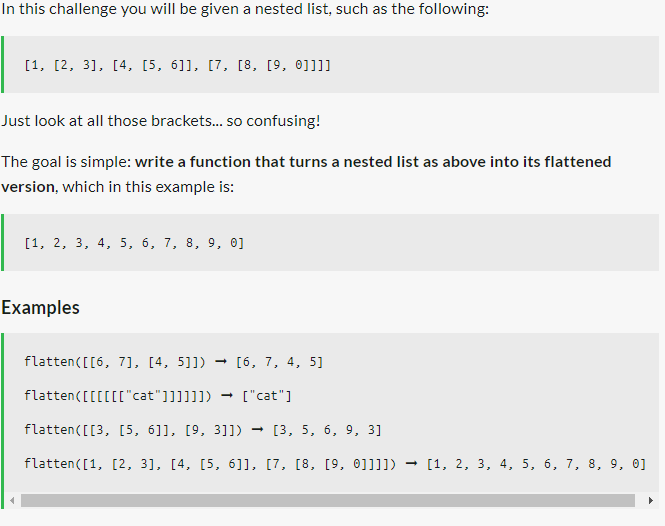 In this challenge you will be given a nested list, such as the following:
[1, [2, 3], [4, [5, 6]], [7, [8, [9, 0]]]]
Just look at all those brackets... so confusing!
The goal is simple: write a function that turns a nested list as above into its flattened
version, which in this example is:
[1, 2, 3, 4, 5, 6, 7, 8, 9, 0]
Examples
flatten([[6, 7], [4, 5]]) ➞ [6, 7, 4, 5]
flatten([[[[[["cat"]]]]]]) ➞ ["cat"]
flatten([[3, [5, 6]], [9, 3]]) ➞ [3, 5, 6, 9, 3]
flatten([1, [2, 3], [4, [5, 6]], [7, [8, [9, 0]]]]) ➞ [1, 2, 3, 4, 5, 6, 7, 8, 9, 0]